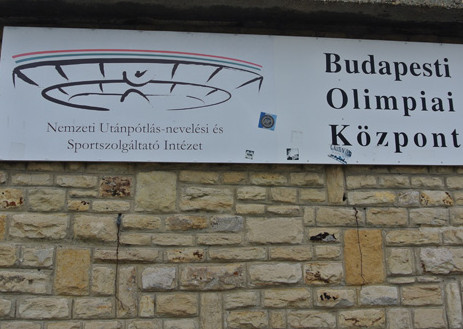 Nemzeti Utánpótlás-nevelési és
Sportszolgáltató Intézet
Budapesti
Olimpiai
Központ